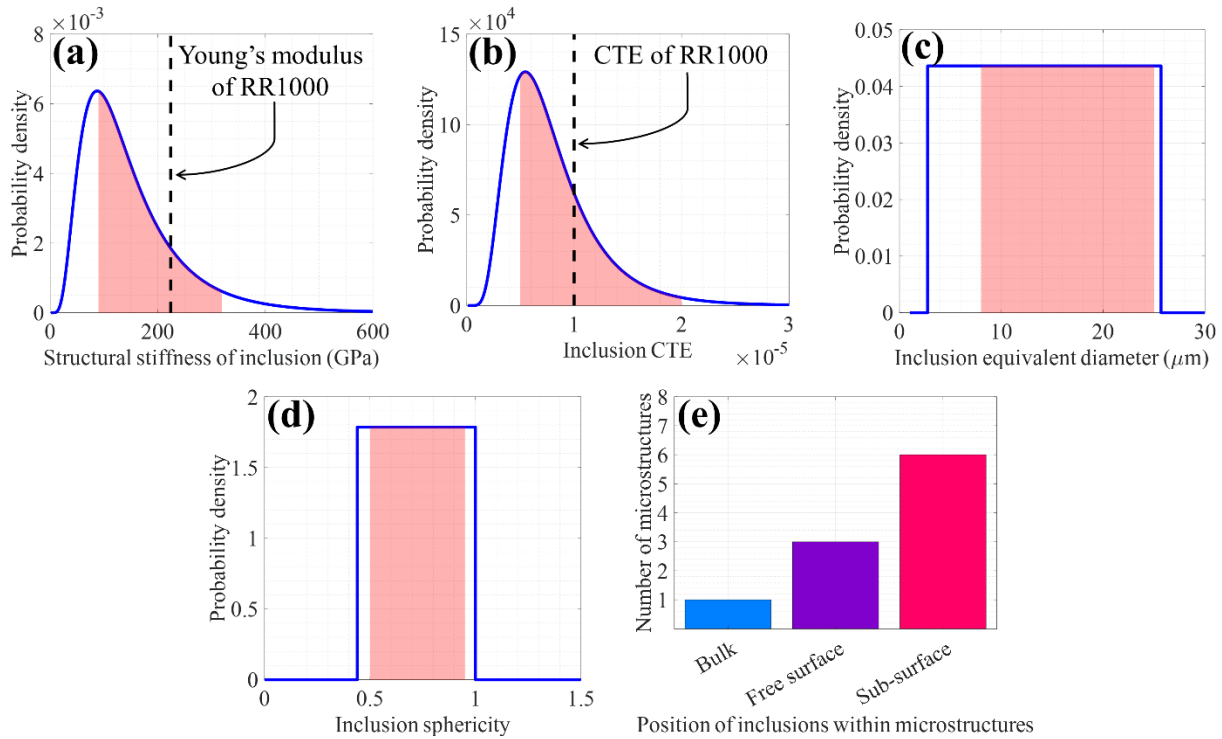 (a)
×10⁻³
Young's modulus
of RR1000
Probability density
8
6
4
2
0
0 200 400 600
Structural stiffness of inclusion (GPa)
(b)
×10⁴
CTE of RR1000
Probability density
15
10
5
0
0 1 2 3
Inclusion CTE
×10⁻⁵
(c)
Probability density
0.05
0.04
0.03
0.02
0.01
0
0 10 20 30
Inclusion equivalent diameter (μm)
(d)
Probability density
2
1.5
1
0.5
0
0 0.5 1 1.5
Inclusion sphericity
(e)
Number of microstructures
8
7
6
5
4
3
2
1
Bulk
Free surface
Sub-surface
Position of inclusions within microstructures